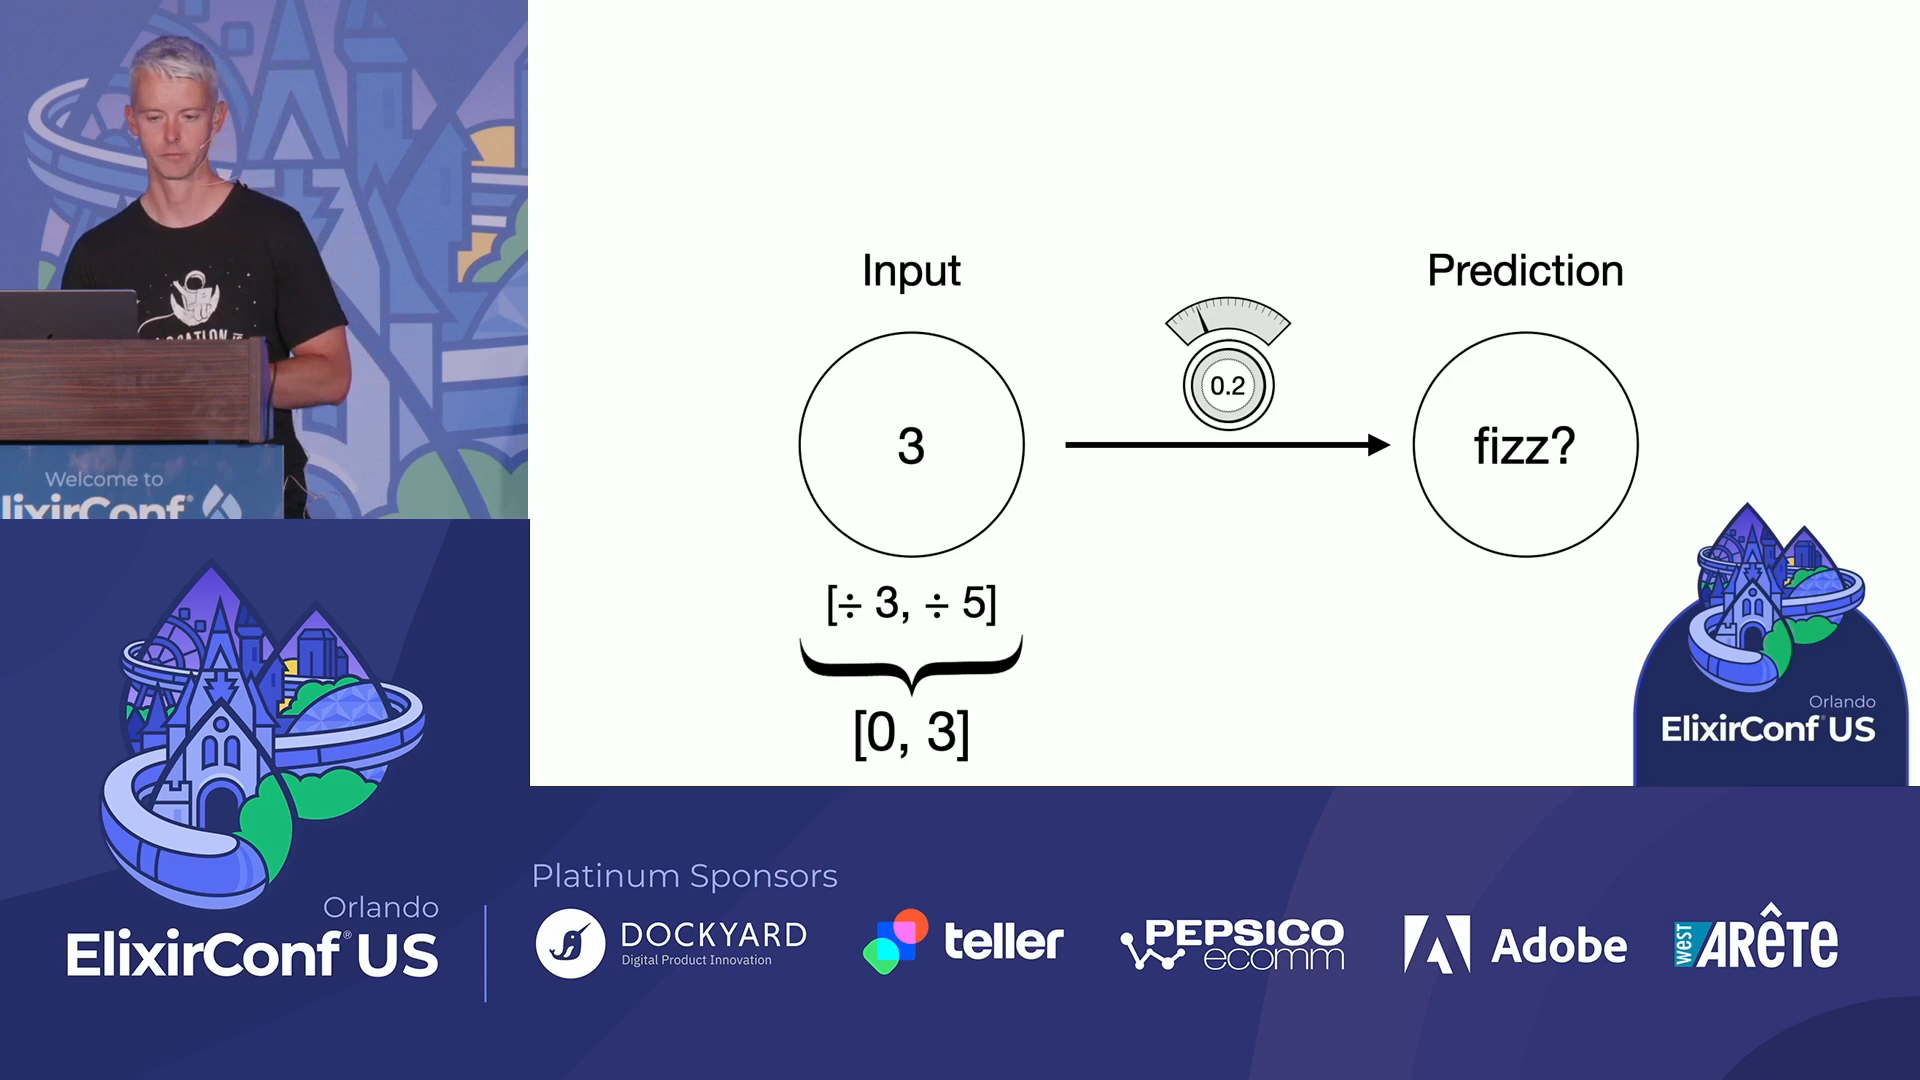 Input
Prediction
0.2
3
fizz?
[÷ 3, ÷ 5]
[0, 3]
Orlando
ElixirConf® US
Welcome to
lixirConf®
Orlando
ElixirConf® US
Platinum Sponsors
DOCKYARD
Digital Product Innovation
teller
PEPSICO
ecomm
Adobe
west ARÊTE